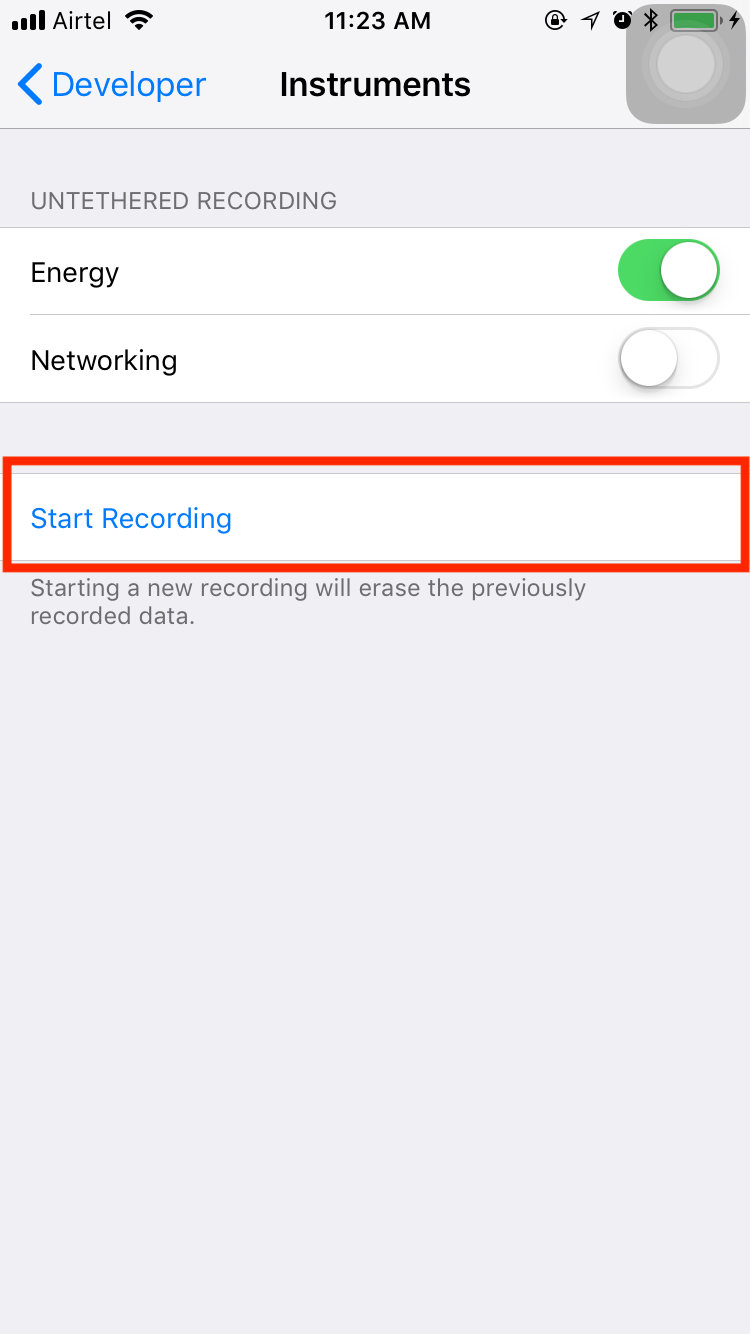 Airtel 11:23 AM
Developer Instruments
UNTETHERED RECORDING
Energy
Networking
Start Recording
Starting a new recording will erase the previously
recorded data.